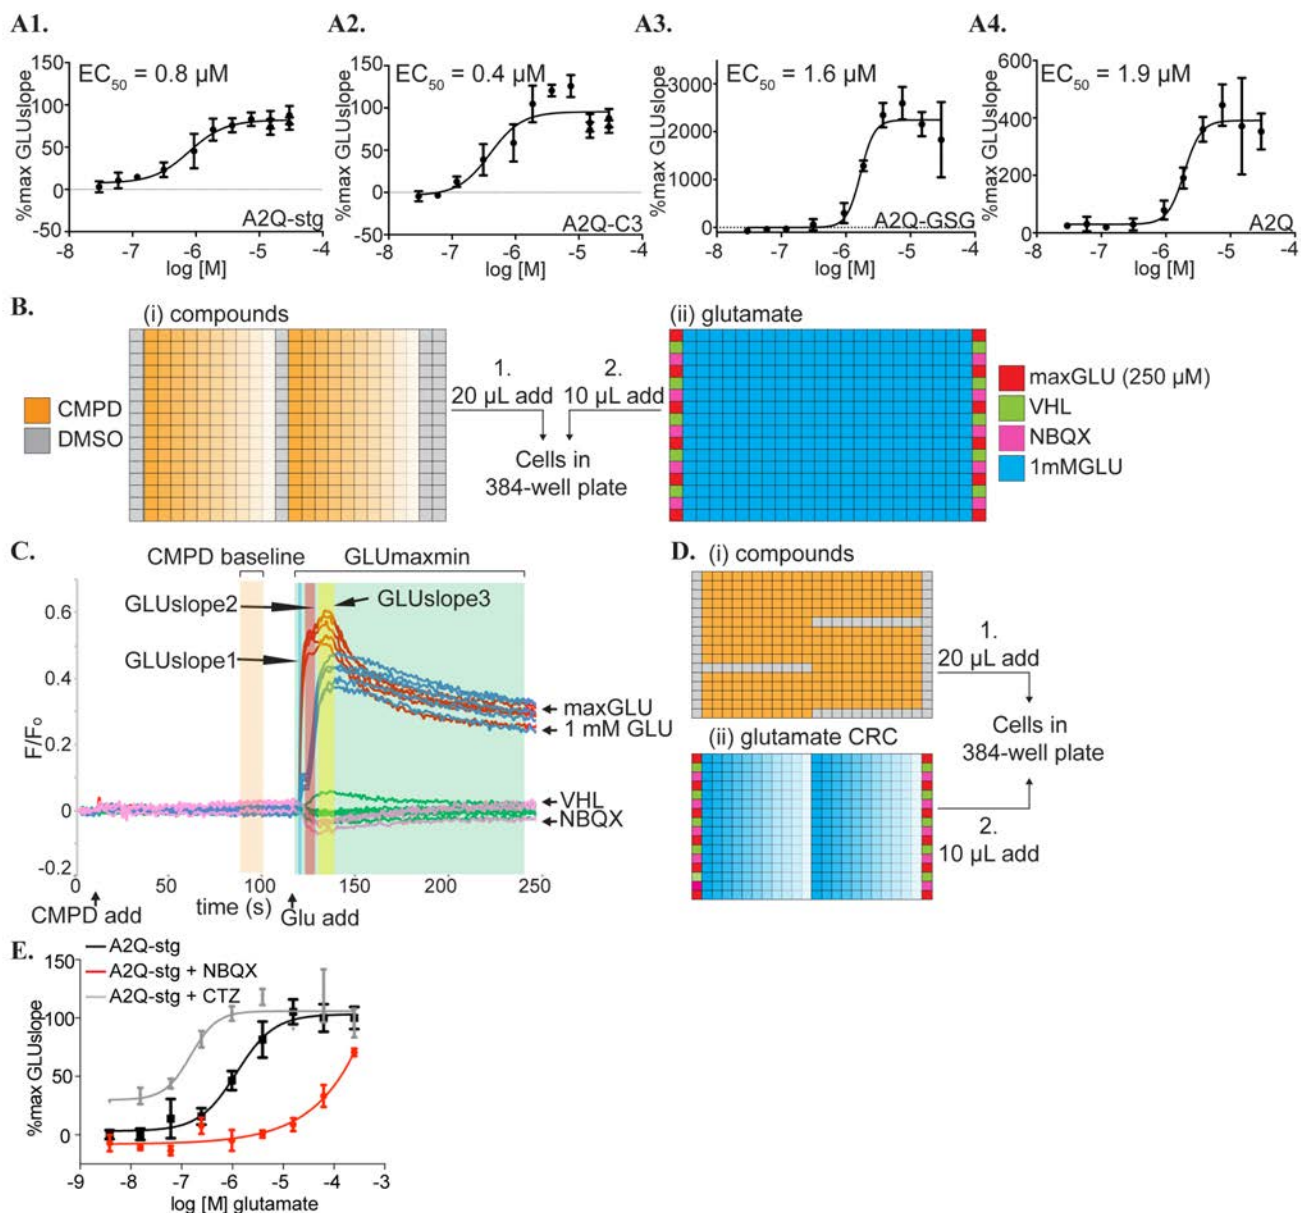 A1.
EC50 = 0.8 µM
%max GLUslope
150
100
50
0
-50
-8 -7 -6 -5 -4
log [M]
A2Q-stg
A2.
EC50 = 0.4 µM
%max GLUslope
150
100
50
0
-50
-8 -7 -6 -5 -4
log [M]
A2Q-C3
A3.
EC50 = 1.6 µM
%max GLUslope
3000
2000
1000
0
-8 -7 -6 -5 -4
log [M]
A2Q-GSG
A4.
EC50 = 1.9 µM
%max GLUslope
600
400
200
0
-8 -7 -6 -5 -4
log [M]
A2Q
B.
(i) compounds
CMPD
DMSO
1.
20 µL add
2.
10 µL add
Cells in
384-well plate
(ii) glutamate
maxGLU (250 µM)
VHL
NBQX
1mMGLU
C.
CMPD baseline
GLUmaxmin
GLUslope2
GLUslope3
GLUslope1
F/Fo
0.6
0.4
0.2
0
-0.2
maxGLU
1 mM GLU
VHL
NBQX
0 50 100 150 200 250
CMPD add
time (s)
Glu add
D.
(i) compounds
1.
20 µL add
Cells in
384-well plate
(ii) glutamate CRC
2.
10 µL add
E.
A2Q-stg
A2Q-stg + NBQX
A2Q-stg + CTZ
%max GLUslope
150
100
50
0
-9 -8 -7 -6 -5 -4 -3
log [M] glutamate